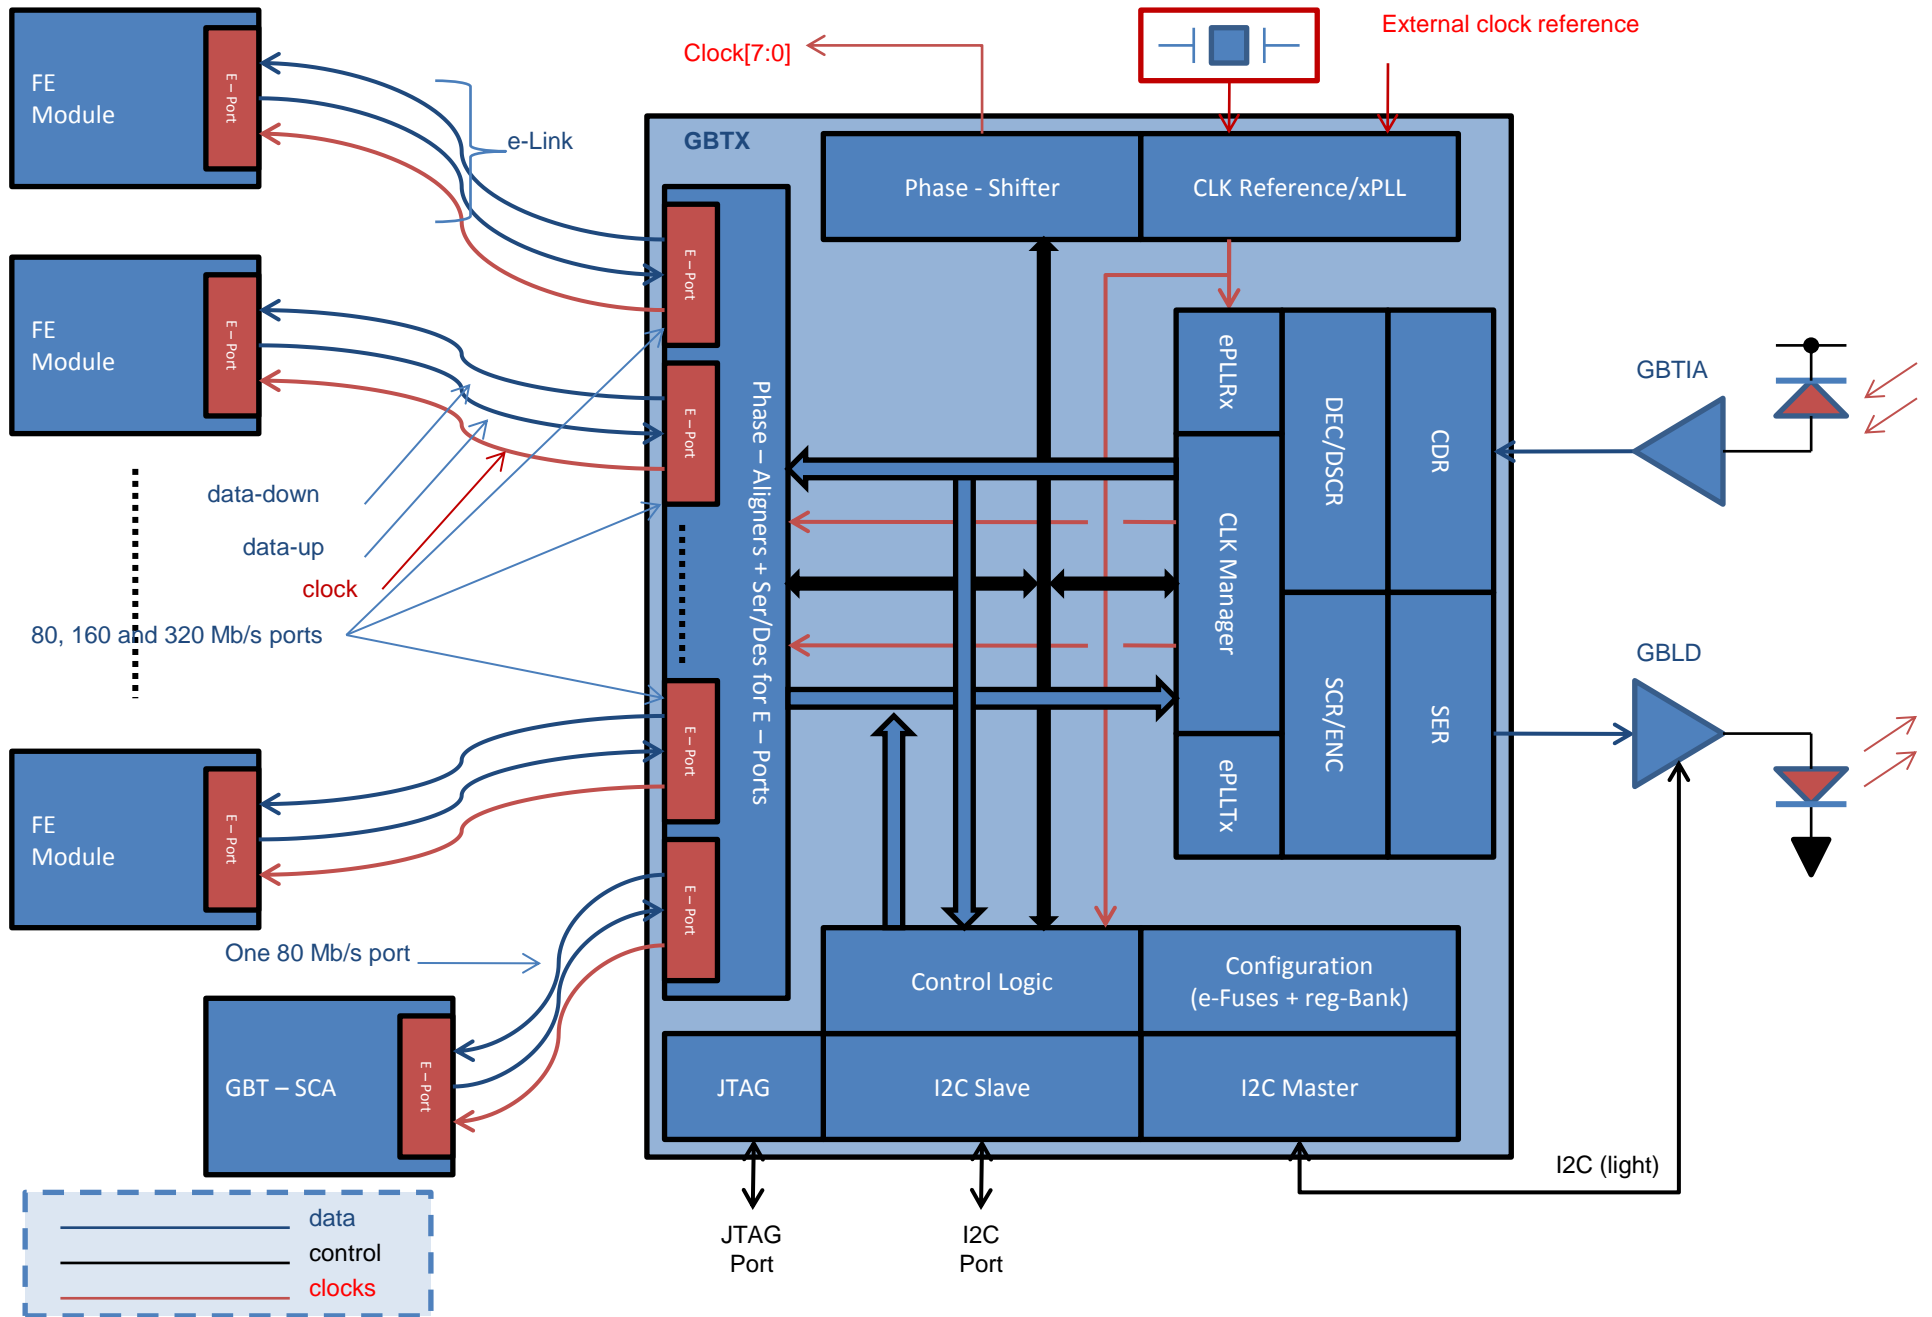 Clock[7:0]
External clock reference
FE
Module
E – Port
e-Link
GBTX
Phase - Shifter
CLK Reference/xPLL
E – Port
FE
Module
E – Port
E – Port
Phase – Aligners + Ser/Des for E – Ports
ePLLRx
CLK Manager
ePLLTx
DEC/DSCR
SCR/ENC
CDR
SER
GBTIA
GBLD
data-down
data-up
clock
80, 160 and 320 Mb/s ports
FE
Module
E – Port
E – Port
E – Port
One 80 Mb/s port
GBT – SCA
E – Port
Control Logic
Configuration
(e-Fuses + reg-Bank)
JTAG
I2C Slave
I2C Master
I2C (light)
JTAG
Port
I2C
Port
data
control
clocks